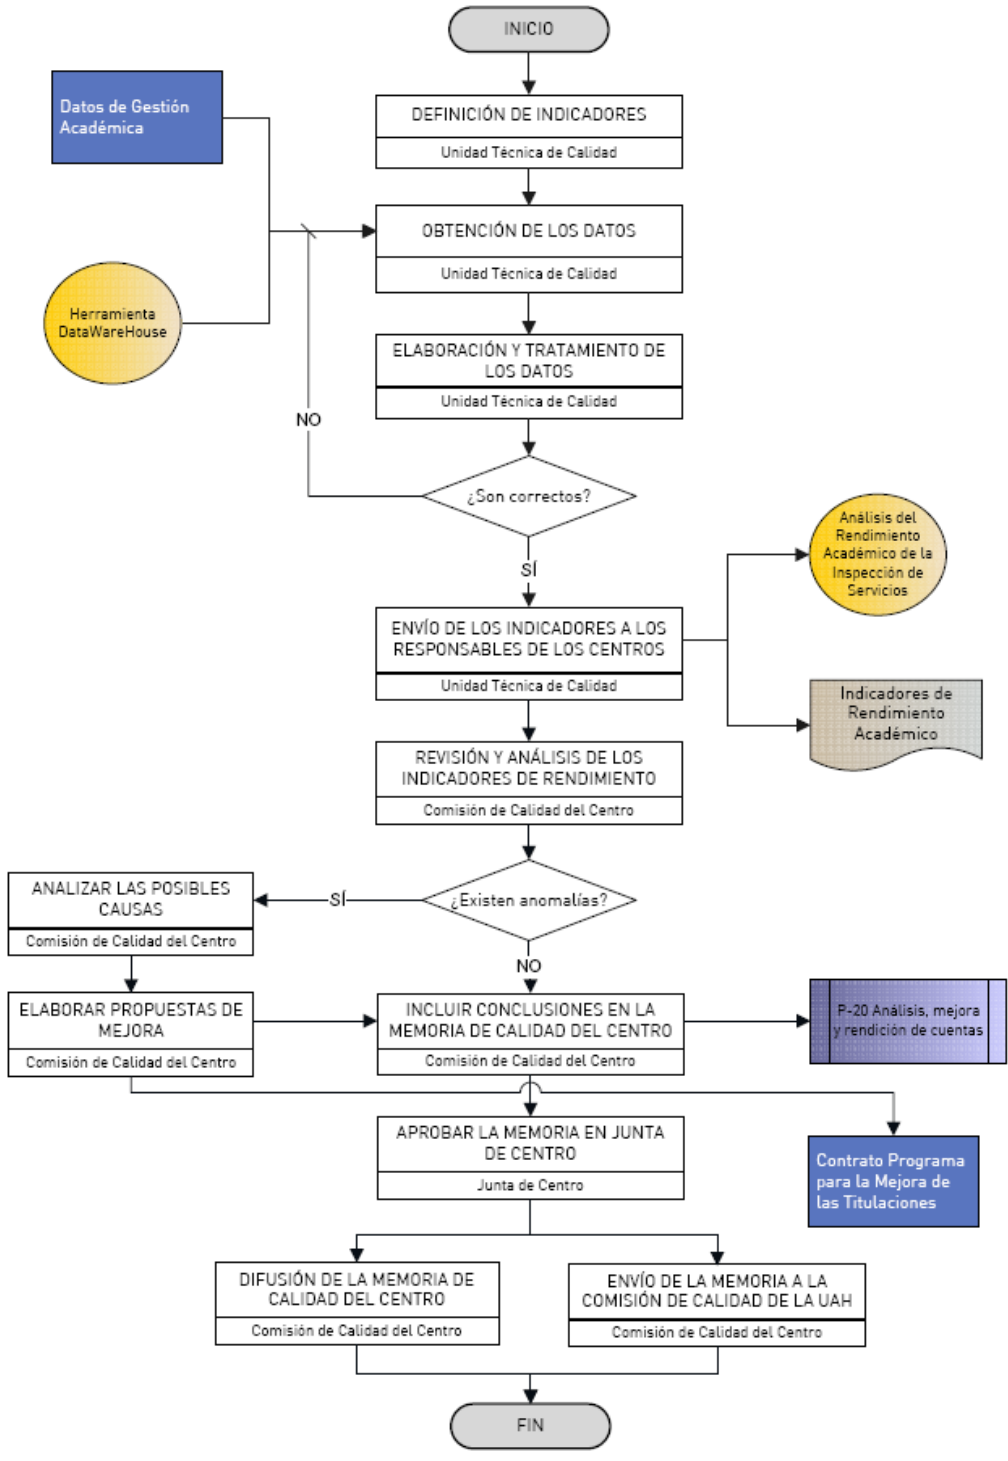 INICIO
Datos de Gestión
Académica
DEFINICIÓN DE INDICADORES
Unidad Técnica de Calidad
OBTENCIÓN DE LOS DATOS
Unidad Técnica de Calidad
Herramienta
DataWareHouse
ELABORACIÓN Y TRATAMIENTO DE
LOS DATOS
Unidad Técnica de Calidad
NO
¿Son correctos?
SÍ
Análisis del
Rendimiento
Académico de la
Inspección de
Servicios
ENVÍO DE LOS INDICADORES A LOS
RESPONSABLES DE LOS CENTROS
Unidad Técnica de Calidad
Indicadores de
Rendimiento
Académico
REVISIÓN Y ANÁLISIS DE LOS
INDICADORES DE RENDIMIENTO
Comisión de Calidad del Centro
¿Existen anomalías?
SÍ
ANALIZAR LAS POSIBLES
CAUSAS
Comisión de Calidad del Centro
NO
ELABORAR PROPUESTAS DE
MEJORA
Comisión de Calidad del Centro
INCLUIR CONCLUSIONES EN LA
MEMORIA DE CALIDAD DEL CENTRO
Comisión de Calidad del Centro
P-20 Análisis, mejora
y rendición de cuentas
APROBAR LA MEMORIA EN JUNTA
DE CENTRO
Junta de Centro
Contrato Programa
para la Mejora de
las Titulaciones
DIFUSIÓN DE LA MEMORIA DE
CALIDAD DEL CENTRO
Comisión de Calidad del Centro
ENVÍO DE LA MEMORIA A LA
COMISIÓN DE CALIDAD DE LA UAH
Comisión de Calidad del Centro
FIN